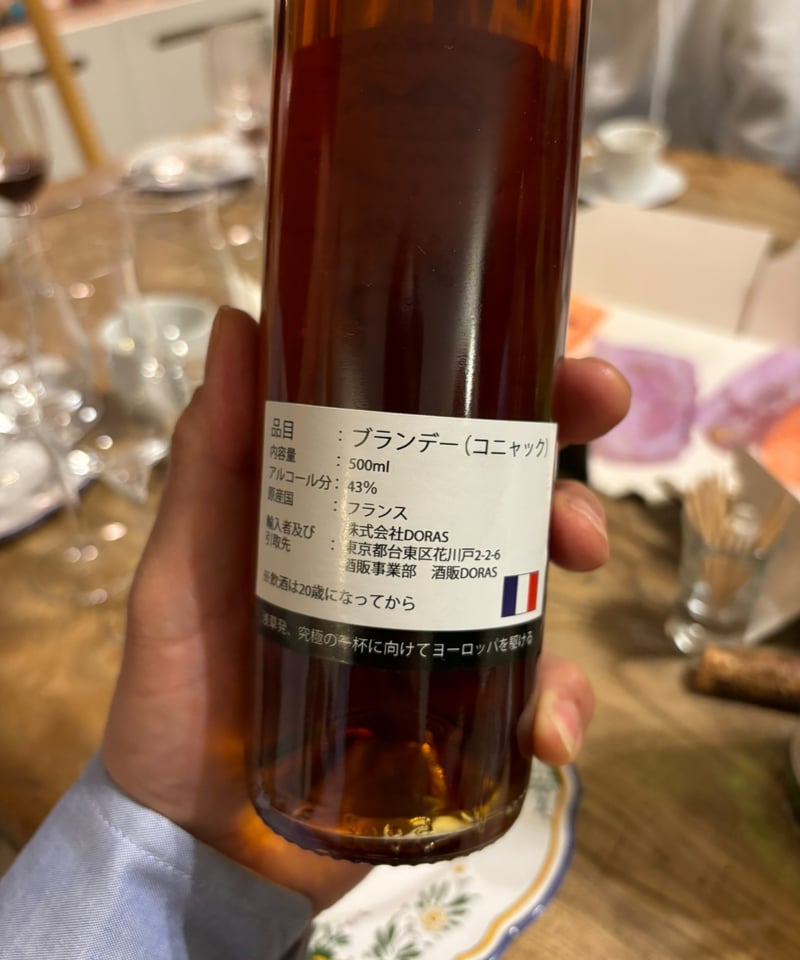 品目 : ブランデー(コニャック)
内容量 : 500ml
アルコール分 : 43%
原産国 : フランス
輸入者及び 引取先 : 株式会社DORAS
東京都台東区花川戸2-2-6
酒販事業部 酒販DORAS
※飲酒は20歳になってから
浅草発、究極の一杯に向けてヨーロッパを駆ける